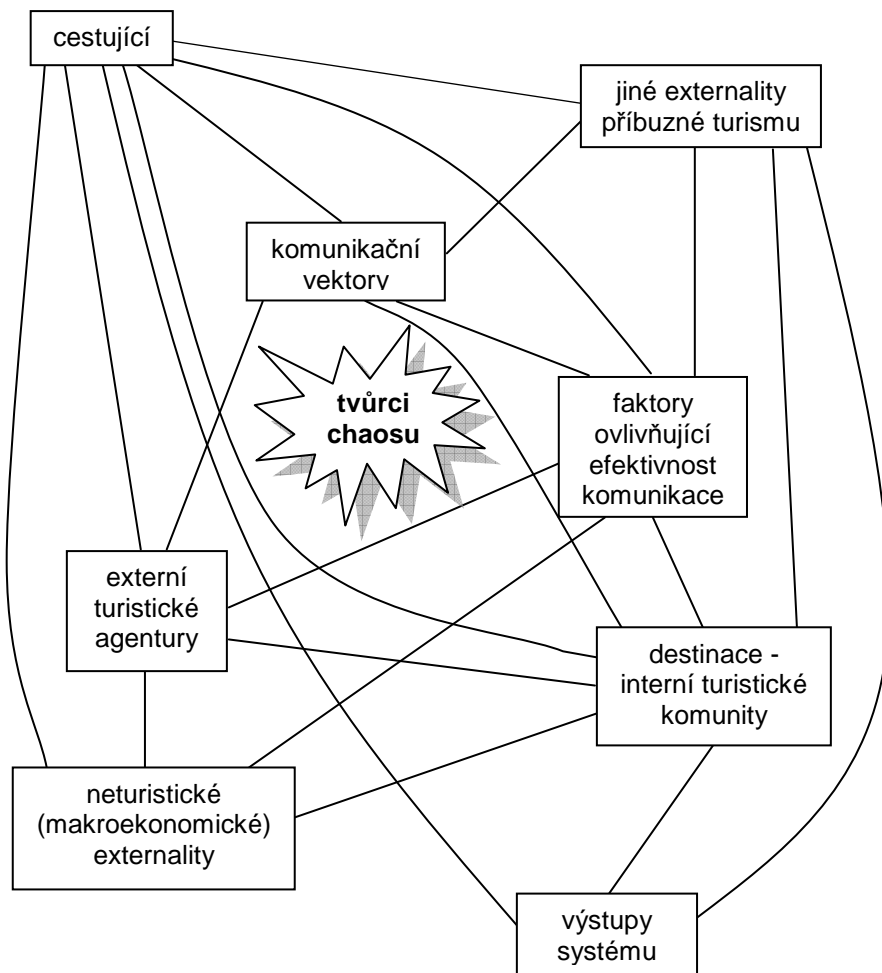 cestující
jiné externality
příbuzné turismu
komunikační
vektory
tvůrci
chaosu
faktory
ovlivňující
efektivnost
komunikace
externí
turistické
agentury
destinace -
interní turistické
komunity
neturistické
(makroekonomické)
externality
výstupy
systému